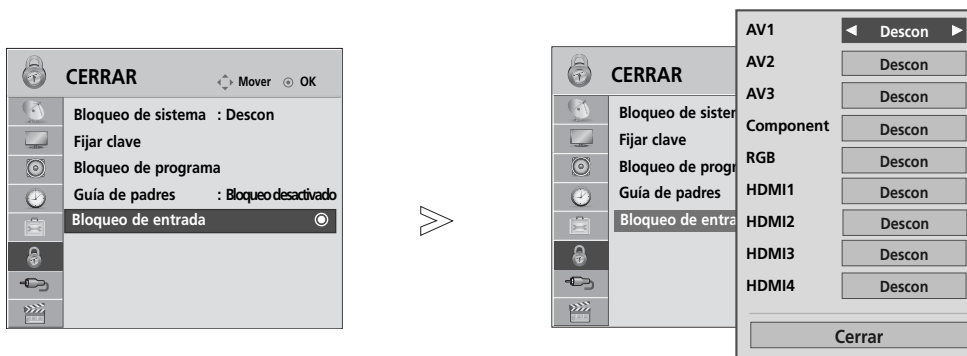 CERRAR
Mover OK
Bloqueo de sistema : Descon
Fijar clave
Bloqueo de programa
Guía de padres : Bloqueo desactivado
Bloqueo de entrada
CERRAR
Bloqueo de sister
Fijar clave
Bloqueo de progr
Guía de padres
Bloqueo de entra
AV1 Descon
AV2 Descon
AV3 Descon
Component Descon
RGB Descon
HDMI1 Descon
HDMI2 Descon
HDMI3 Descon
HDMI4 Descon
Cerrar